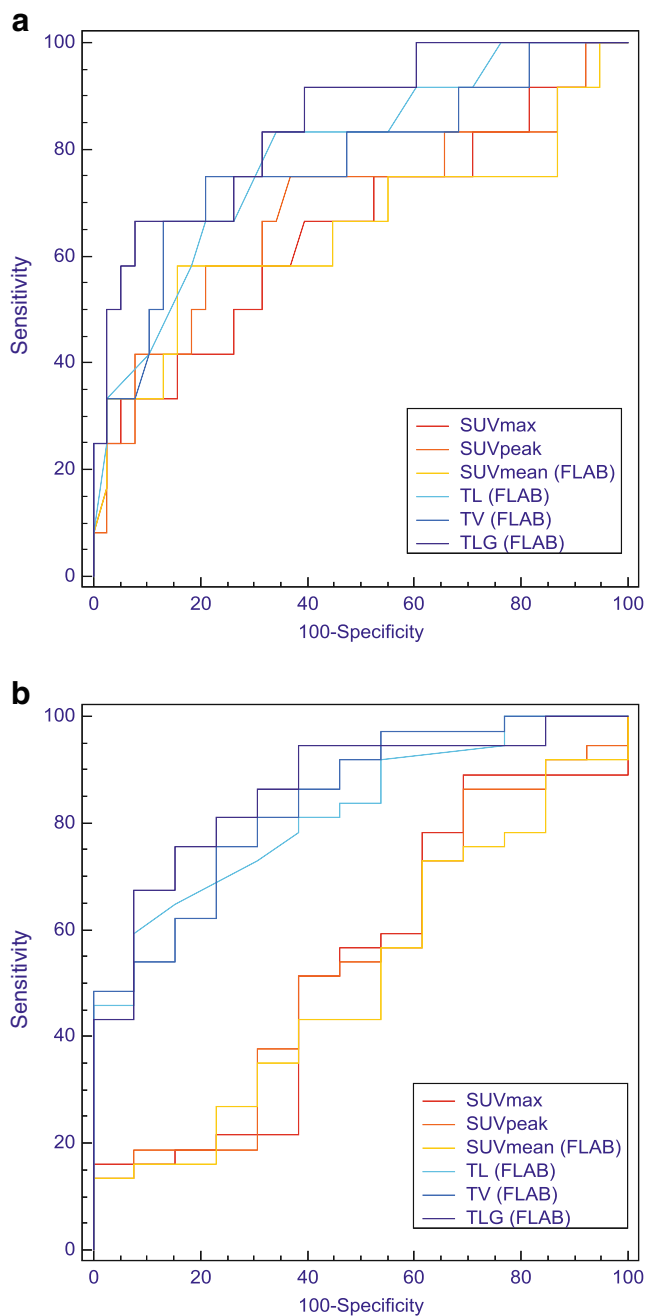 a
100
80
60
40
20
0
Sensitivity
SUVmax
SUVpeak
SUVmean (FLAB)
TL (FLAB)
TV (FLAB)
TLG (FLAB)
0 20 40 60 80 100
100-Specificity
b
100
80
60
40
20
0
Sensitivity
SUVmax
SUVpeak
SUVmean (FLAB)
TL (FLAB)
TV (FLAB)
TLG (FLAB)
0 20 40 60 80 100
100-Specificity